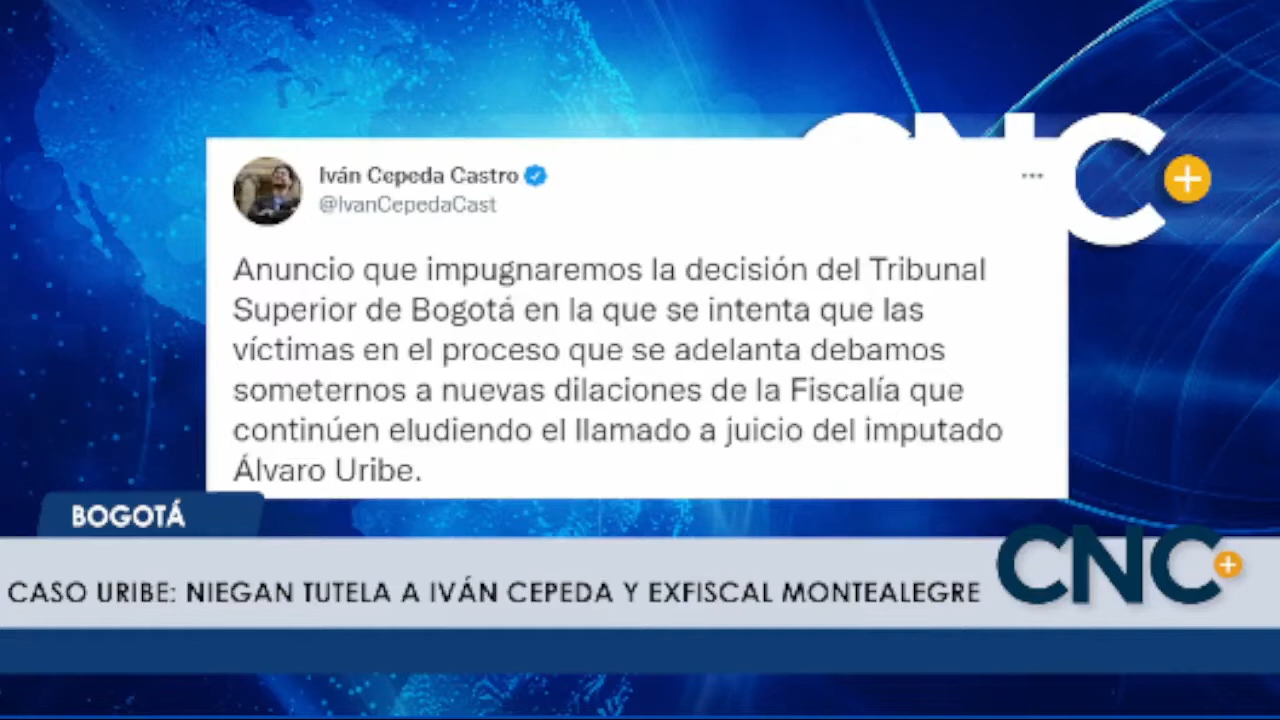 CNC+
Iván Cepeda Castro
@IvanCepedaCast
Anuncio que impugnaremos la decisión del Tribunal
Superior de Bogotá en la que se intenta que las
víctimas en el proceso que se adelanta debamos
someternos a nuevas dilaciones de la Fiscalía que
continúen eludiendo el llamado a juicio del imputado
Álvaro Uribe.
BOGOTÁ
CASO URIBE: NIEGAN TUTELA A IVÁN CEPEDA Y EXFISCAL MONTEALEGRE
CNC+